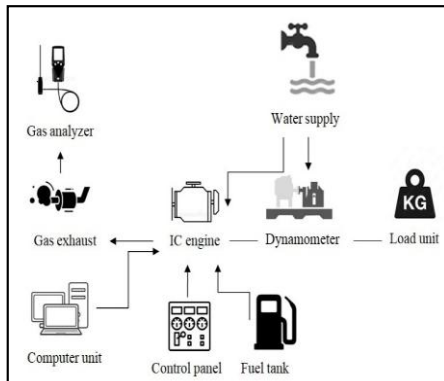 Gas analyzer
Water supply
KG
Gas exhaust
IC engine
Dynamometer
Load unit
Computer unit
Control panel
Fuel tank